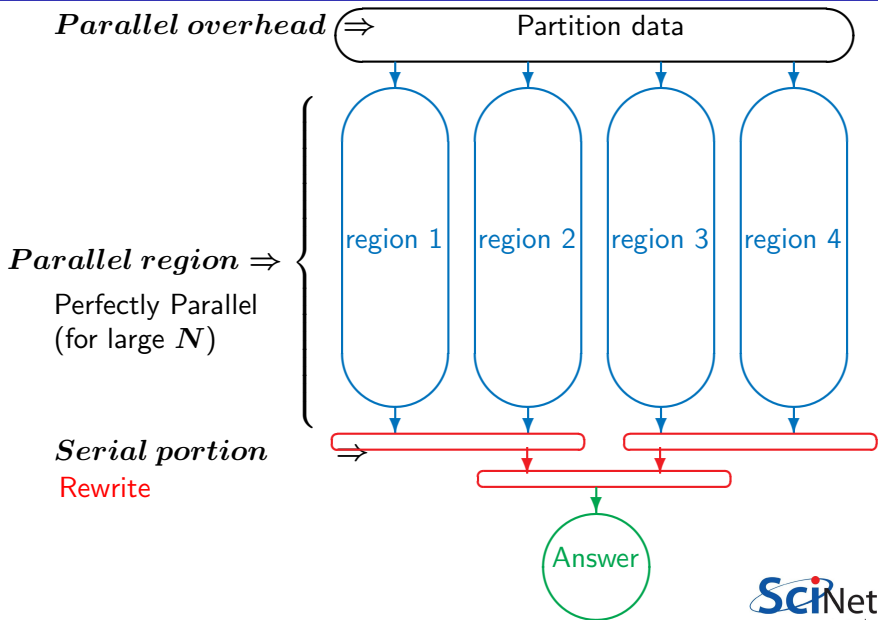 Parallel overhead ⇒ Partition data
region 1 region 2 region 3 region 4
Parallel region ⇒
Perfectly Parallel
(for large N)
Serial portion ⇒
Rewrite
Answer
SciNet